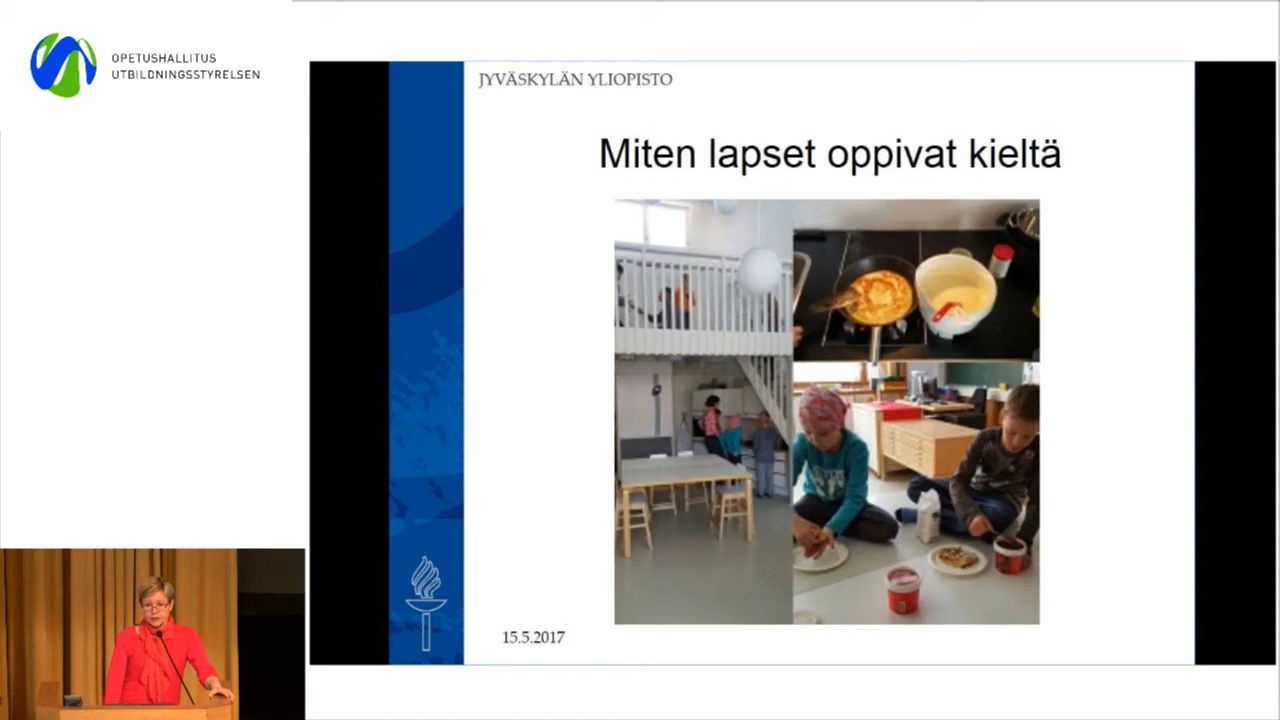 OPETUSHALLITUS
UTBILDNINGSSTYRELSEN
JYVÄSKYLÄN YLIOPISTO
Miten lapset oppivat kieltä
15.5.2017